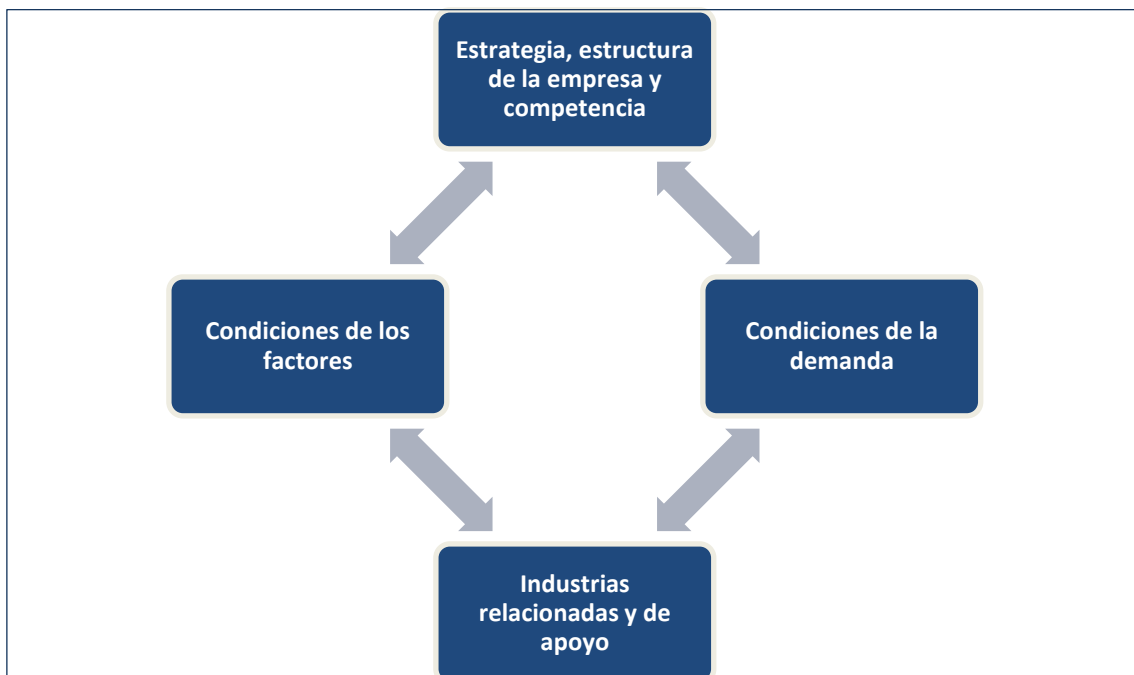 Estrategia, estructura
de la empresa y
competencia
Condiciones de los
factores
Condiciones de la
demanda
Industrias
relacionadas y de
apoyo